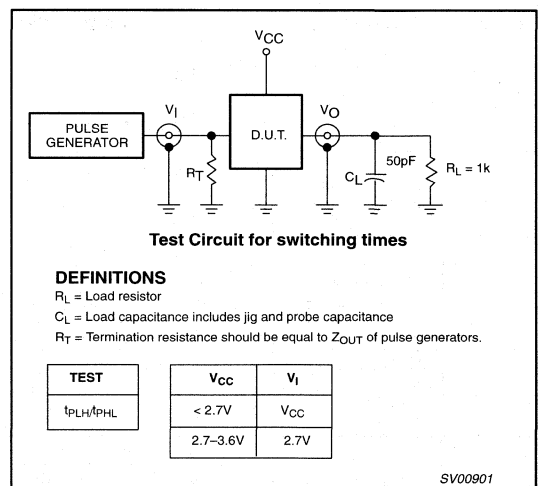 VCC
PULSE GENERATOR
VI
D.U.T.
VO
RT
50pF
CL
RL = 1k
Test Circuit for switching times
DEFINITIONS
RL = Load resistor
CL = Load capacitance includes jig and probe capacitance
RT = Termination resistance should be equal to ZOUT of pulse generators.
TEST
tPLH/tPHL
VCC VI
< 2.7V VCC
2.7–3.6V 2.7V
SV00901